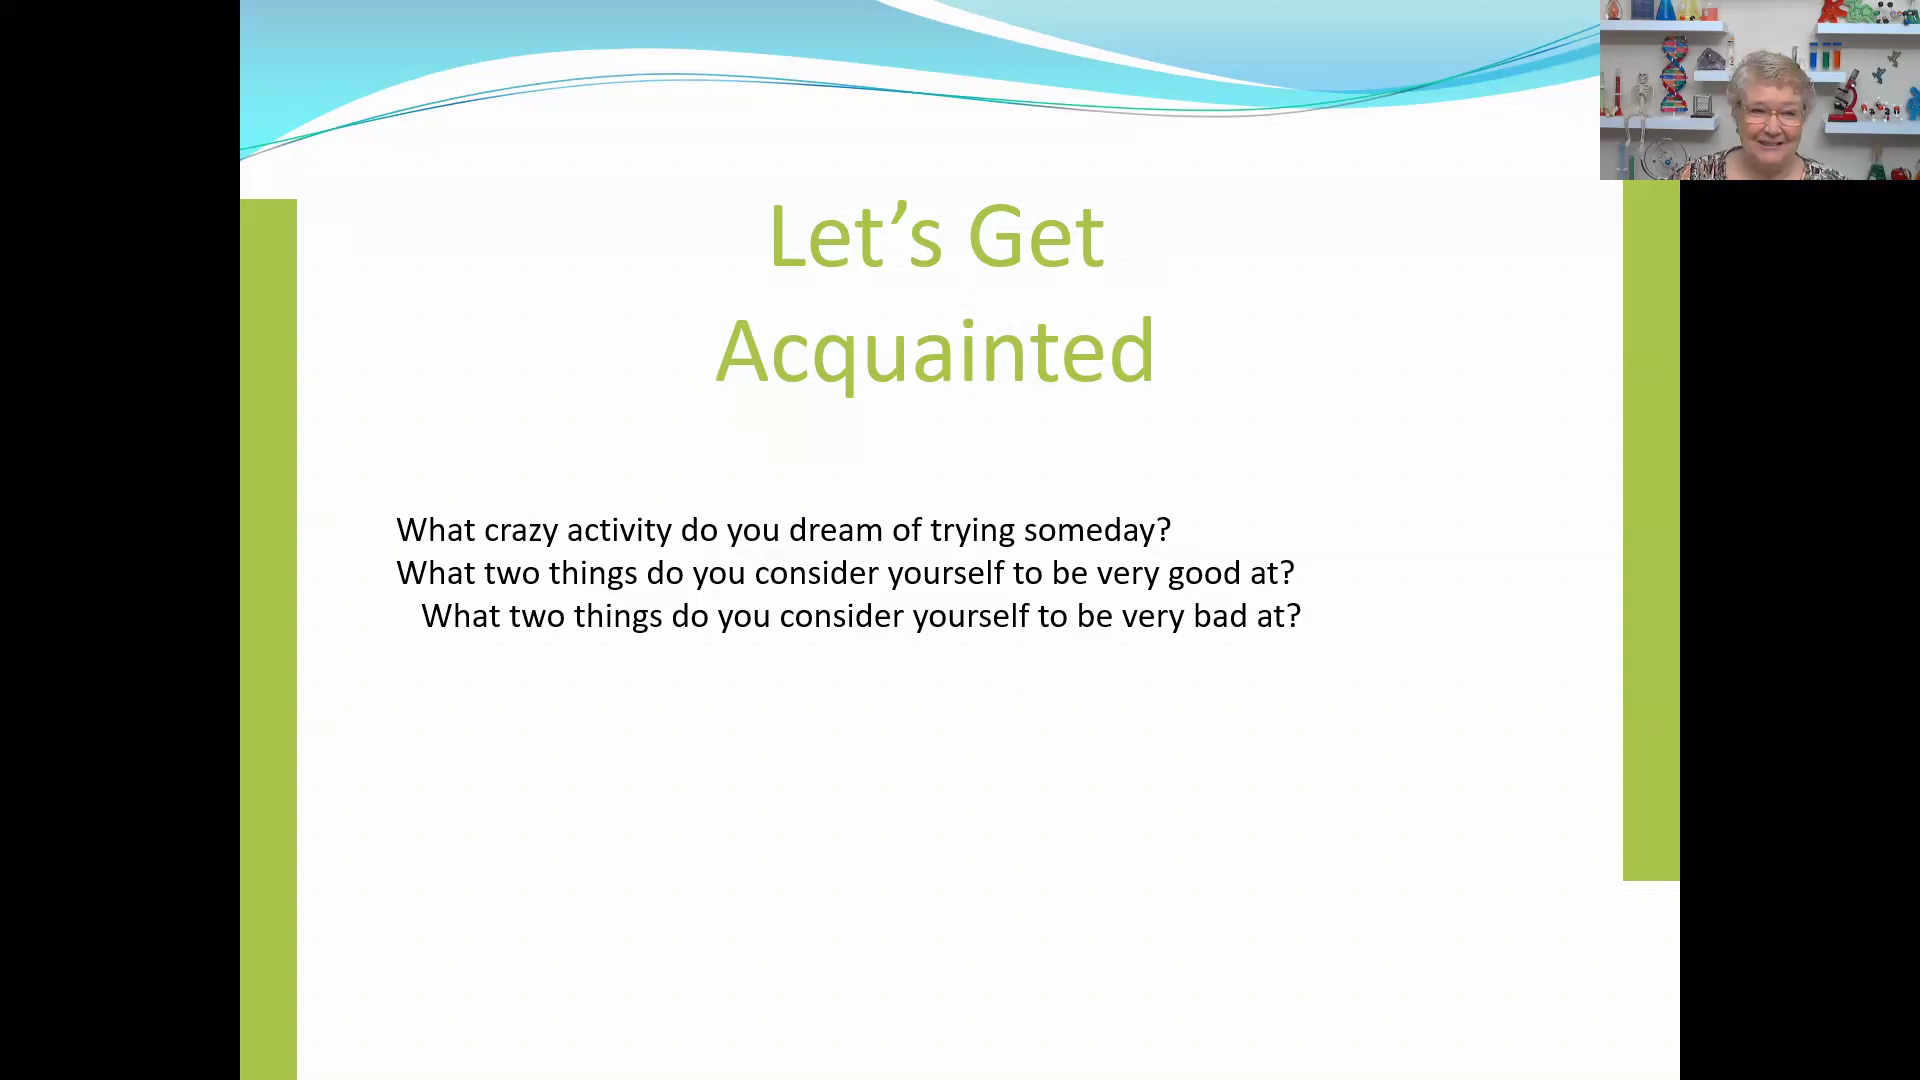 Let’s Get
Acquainted
What crazy activity do you dream of trying someday?
What two things do you consider yourself to be very good at?
What two things do you consider yourself to be very bad at?